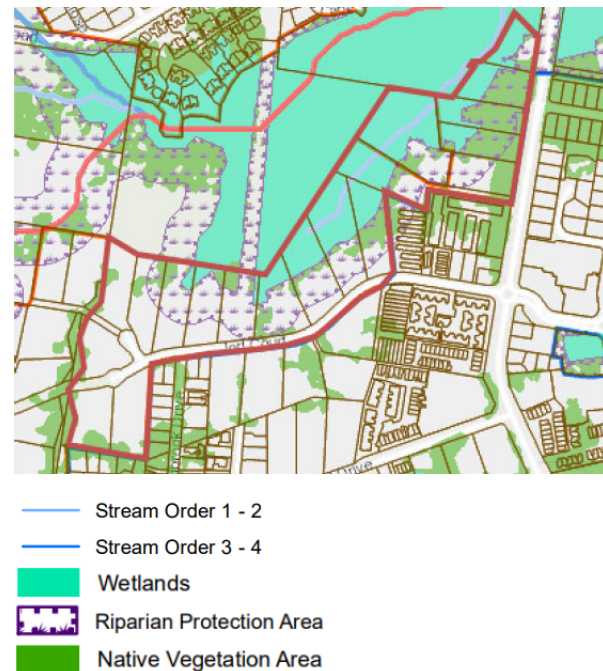 Stream Order 1 - 2
Stream Order 3 - 4
Wetlands
Riparian Protection Area
Native Vegetation Area